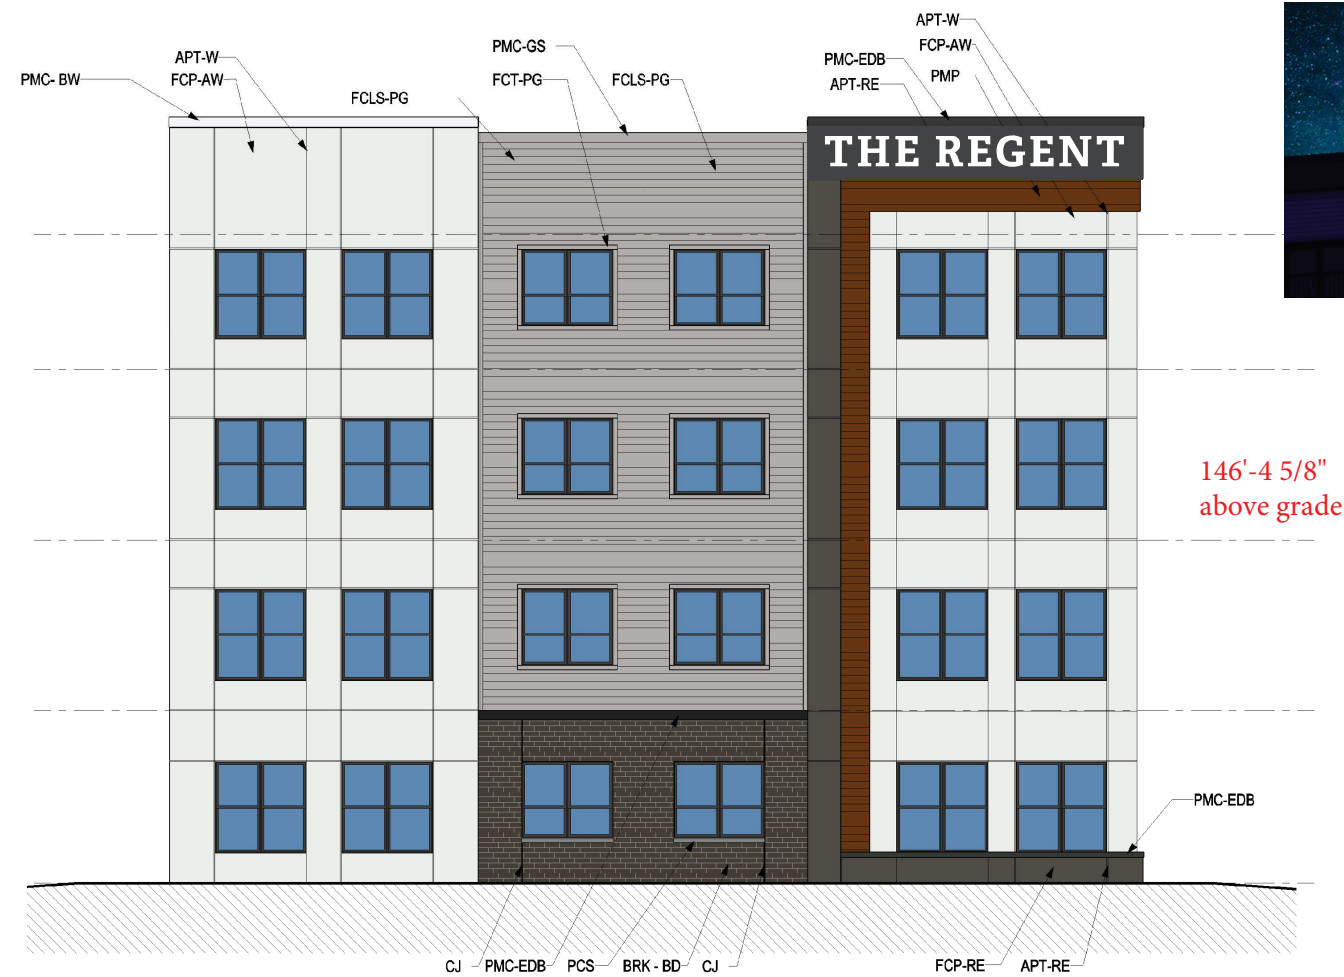 APT-W
PMC-GS
FCP-AW
APT-W
PMC-EDB
PMC- BW
FCP-AW
FCT-PG
FCLS-PG
APT-RE
PMP
FCLS-PG
THE REGENT
146'-4 5/8"
above grade
PMC-EDB
CJ
PMC-EDB
PCS
BRK - BD
CJ
FCP-RE
APT-RE